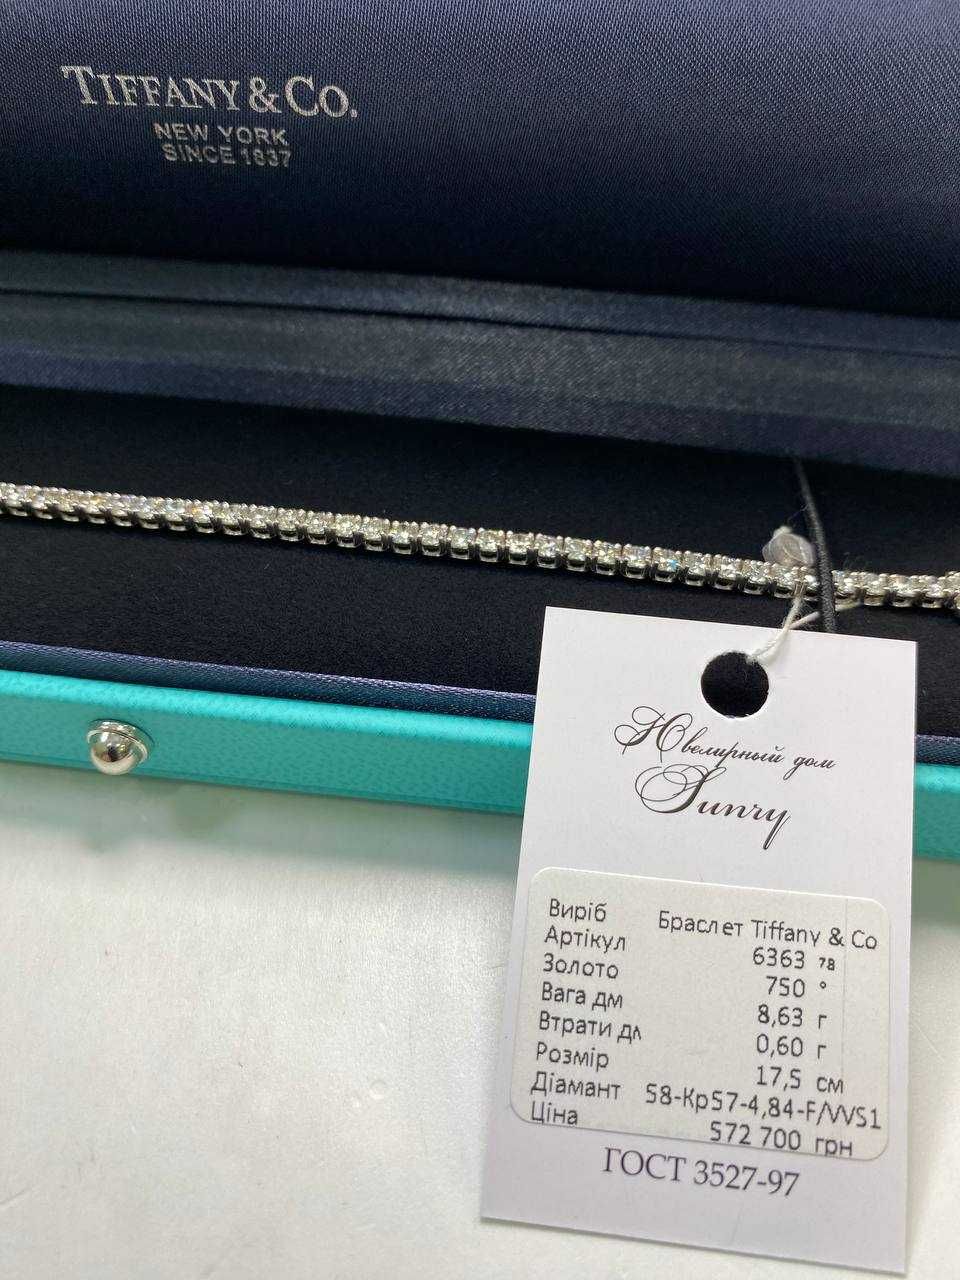 TIFFANY & CO.
NEW YORK
SINCE 1837
Ювелирный дом
Sunry
Виріб Браслет Tiffany & Co
Артікул 6363 78
Золото 750 °
Вага дм 8,63 г
Втрати дм 0,60 г
Розмір 17,5 см
Діамант 58-Кр57-4,84-F/VVS1
Ціна 572 700 грн
ГОСТ 3527-97